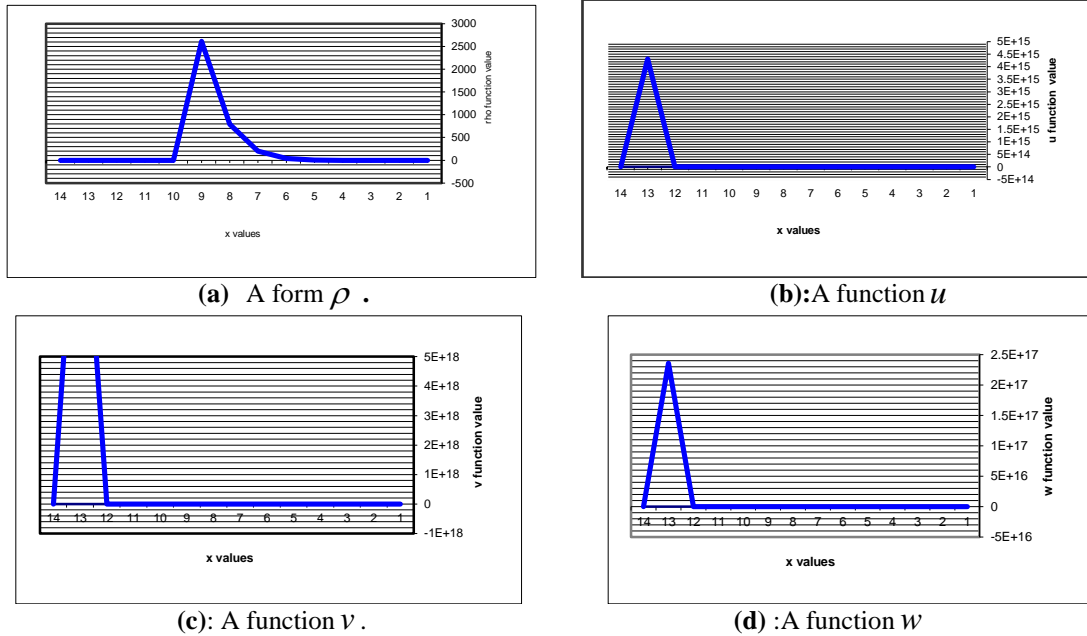 3000
2500
2000
1500
1000
500
0
-500
rho function value
14 13 12 11 10 9 8 7 6 5 4 3 2 1
x values
(a) A form ρ .
5E+15
4.5E+15
4E+15
3.5E+15
3E+15
2.5E+15
2E+15
1.5E+15
1E+15
5E+14
0
-5E+14
u function value
14 13 12 11 10 9 8 7 6 5 4 3 2 1
x values
(b):A function u
5E+18
4E+18
3E+18
2E+18
1E+18
0
-1E+18
v function value
14 13 12 11 10 9 8 7 6 5 4 3 2 1
x values
(c): A function v .
2.5E+17
2E+17
1.5E+17
1E+17
5E+16
0
-5E+16
w function value
14 13 12 11 10 9 8 7 6 5 4 3 2 1
x values
(d) :A function w